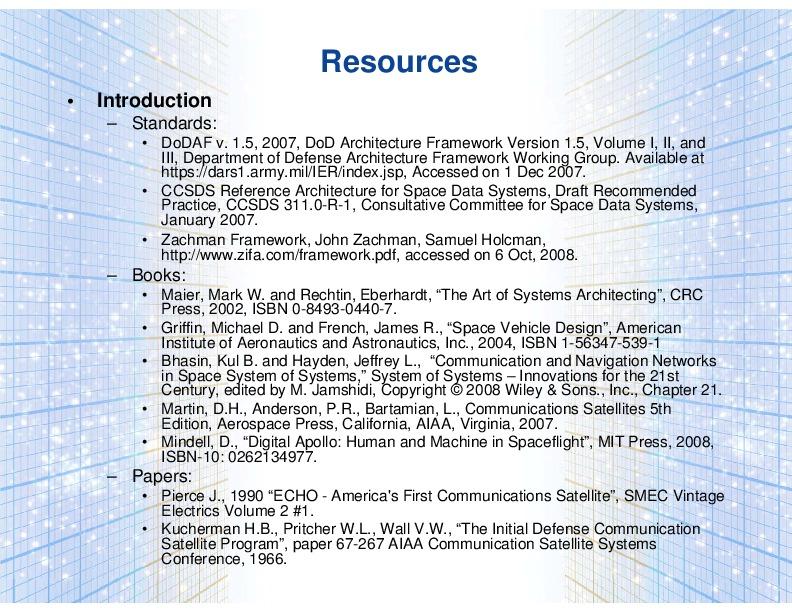 Resources
• Introduction
– Standards:
• DoDAF v. 1.5, 2007, DoD Architecture Framework Version 1.5, Volume I, II, and
III, Department of Defense Architecture Framework Working Group. Available at
https://dars1.army.mil/IER/index.jsp, Accessed on 1 Dec 2007.
• CCSDS Reference Architecture for Space Data Systems, Draft Recommended
Practice, CCSDS 311.0-R-1, Consultative Committee for Space Data Systems,
January 2007.
• Zachman Framework, John Zachman, Samuel Holcman,
http://www.zifa.com/framework.pdf, accessed on 6 Oct, 2008.
– Books:
• Maier, Mark W. and Rechtin, Eberhardt, “The Art of Systems Architecting”, CRC
Press, 2002, ISBN 0-8493-0440-7.
• Griffin, Michael D. and French, James R., “Space Vehicle Design”, American
Institute of Aeronautics and Astronautics, Inc., 2004, ISBN 1-56347-539-1
• Bhasin, Kul B. and Hayden, Jeffrey L., “Communication and Navigation Networks
in Space System of Systems,” System of Systems – Innovations for the 21st
Century, edited by M. Jamshidi, Copyright © 2008 Wiley & Sons., Inc., Chapter 21.
• Martin, D.H., Anderson, P.R., Bartamian, L., Communications Satellites 5th
Edition, Aerospace Press, California, AIAA, Virginia, 2007.
• Mindell, D., “Digital Apollo: Human and Machine in Spaceflight”, MIT Press, 2008,
ISBN-10: 0262134977.
– Papers:
• Pierce J., 1990 “ECHO - America's First Communications Satellite”, SMEC Vintage
Electrics Volume 2 #1.
• Kucherman H.B., Pritcher W.L., Wall V.W., “The Initial Defense Communication
Satellite Program”, paper 67-267 AIAA Communication Satellite Systems
Conference, 1966.